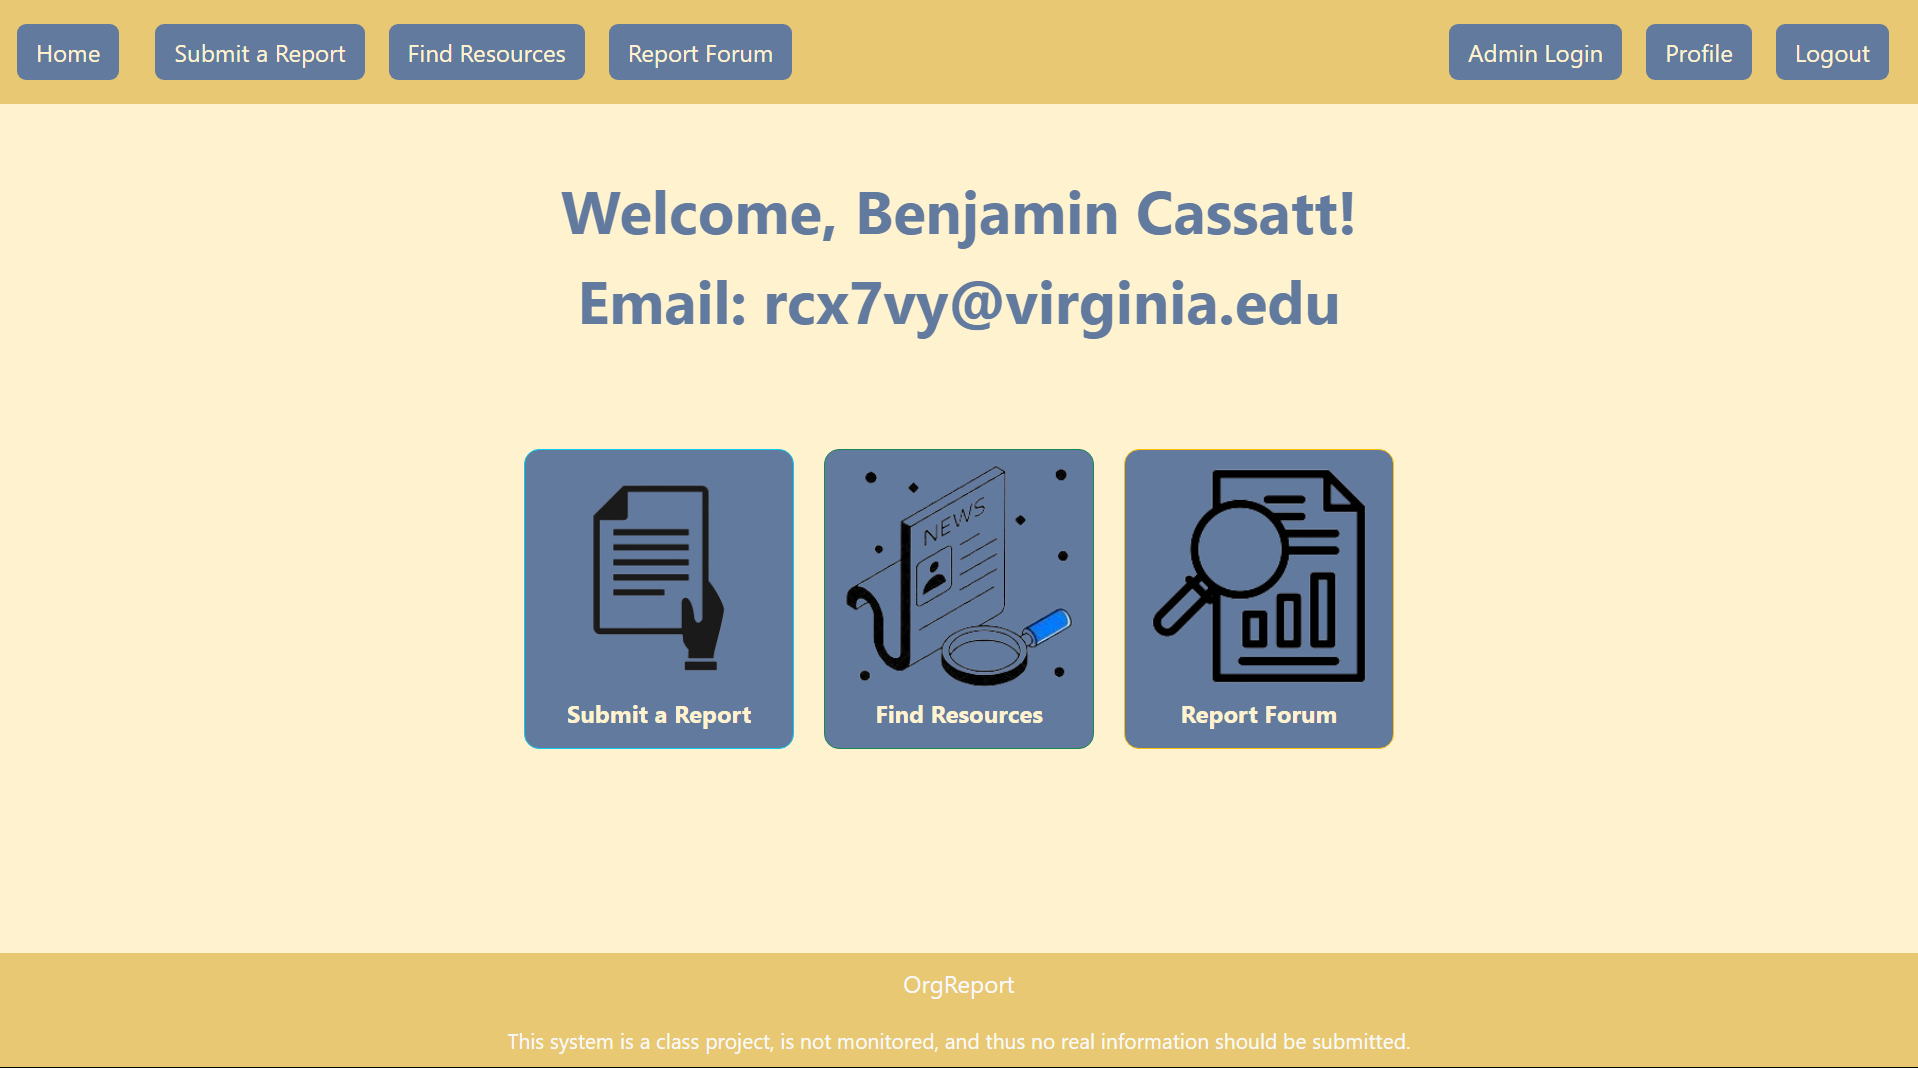 Home Submit a Report Find Resources Report Forum Admin Login Profile Logout
Welcome, Benjamin Cassatt!
Email: rcx7vy@virginia.edu
NEWS
Submit a Report Find Resources Report Forum
OrgReport
This system is a class project, is not monitored, and thus no real information should be submitted.